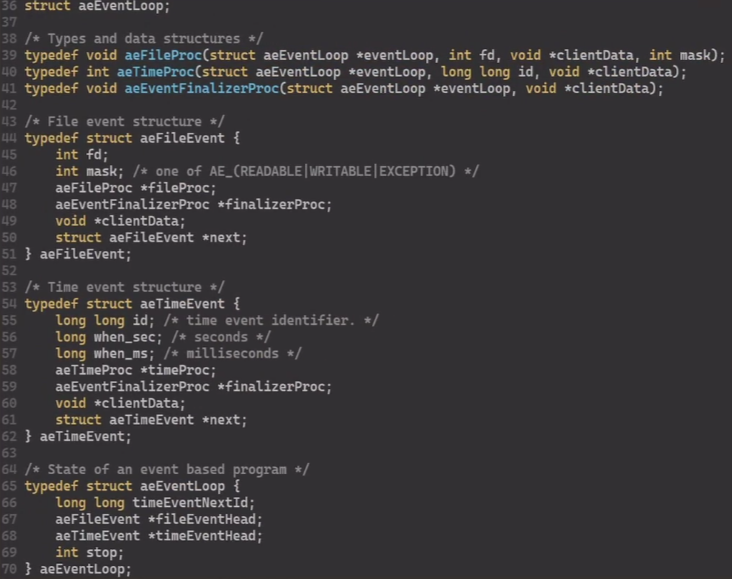 36 struct aeEventLoop;
37
38 /* Types and data structures */
39 typedef void aeFileProc(struct aeEventLoop *eventLoop, int fd, void *clientData, int mask);
40 typedef int aeTimeProc(struct aeEventLoop *eventLoop, long long id, void *clientData);
41 typedef void aeEventFinalizerProc(struct aeEventLoop *eventLoop, void *clientData);
42
43 /* File event structure */
44 typedef struct aeFileEvent {
45     int fd;
46     int mask; /* one of AE_(READABLE|WRITABLE|EXCEPTION) */
47     aeFileProc *fileProc;
48     aeEventFinalizerProc *finalizerProc;
49     void *clientData;
50     struct aeFileEvent *next;
51 } aeFileEvent;
52
53 /* Time event structure */
54 typedef struct aeTimeEvent {
55     long long id; /* time event identifier. */
56     long when_sec; /* seconds */
57     long when_ms; /* milliseconds */
58     aeTimeProc *timeProc;
59     aeEventFinalizerProc *finalizerProc;
60     void *clientData;
61     struct aeTimeEvent *next;
62 } aeTimeEvent;
63
64 /* State of an event based program */
65 typedef struct aeEventLoop {
66     long long timeEventNextId;
67     aeFileEvent *fileEventHead;
68     aeTimeEvent *timeEventHead;
69     int stop;
70 } aeEventLoop;